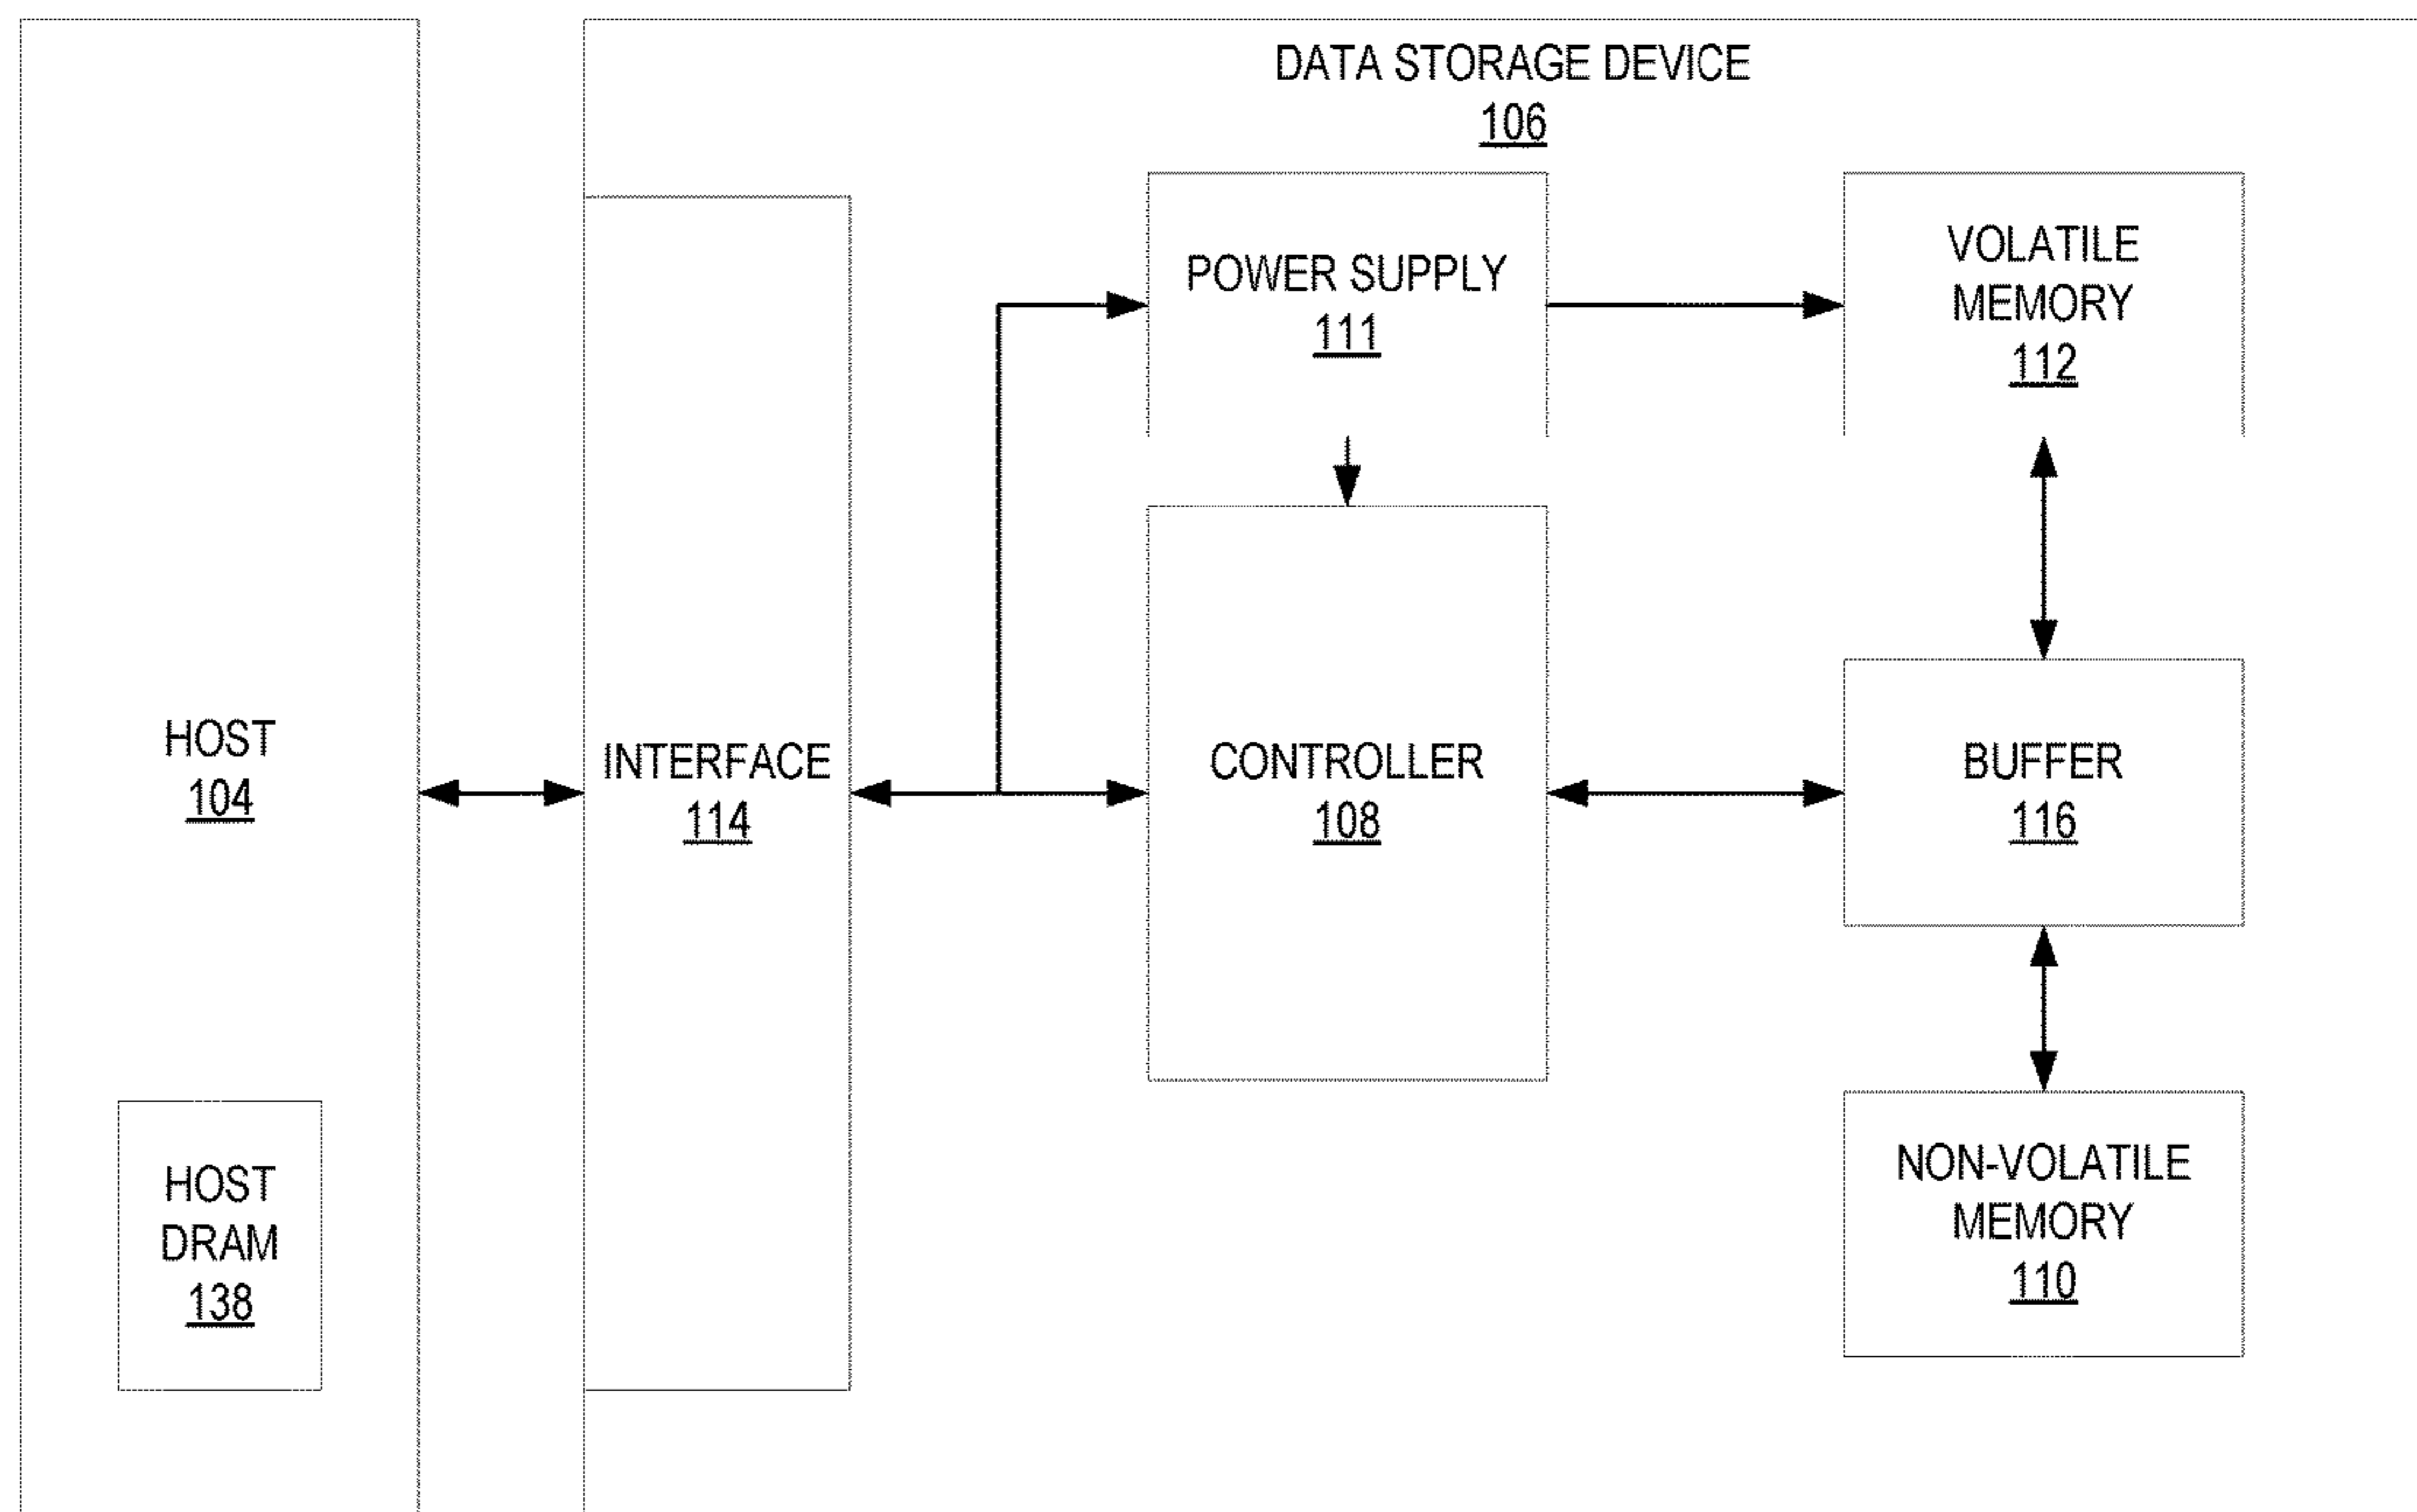 DATA STORAGE DEVICE
106
POWER SUPPLY
111
VOLATILE
MEMORY
112
HOST
104
INTERFACE
114
CONTROLLER
108
BUFFER
116
HOST
DRAM
138
NON-VOLATILE
MEMORY
110